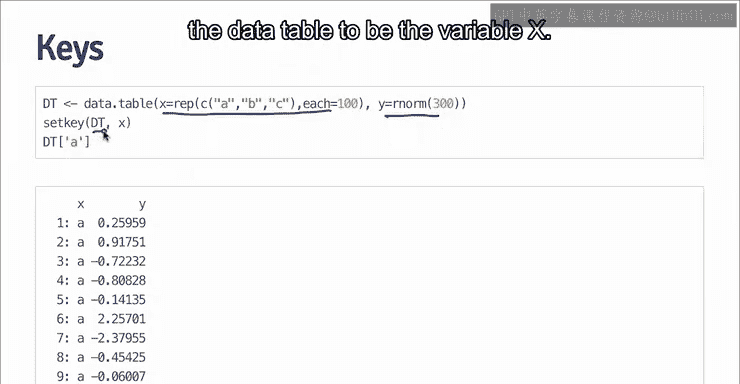 the data table to be the variable X.
Keys
DT <- data.table(x=rep(c("a","b","c"),each=100), y=rnorm(300))
setkey(DT, x)
DT['a']
x y
1: a 0.25959
2: a 0.91751
3: a -0.72232
4: a -0.80828
5: a -0.14135
6: a 2.25701
7: a -2.37955
8: a -0.45425
9: a -0.06007